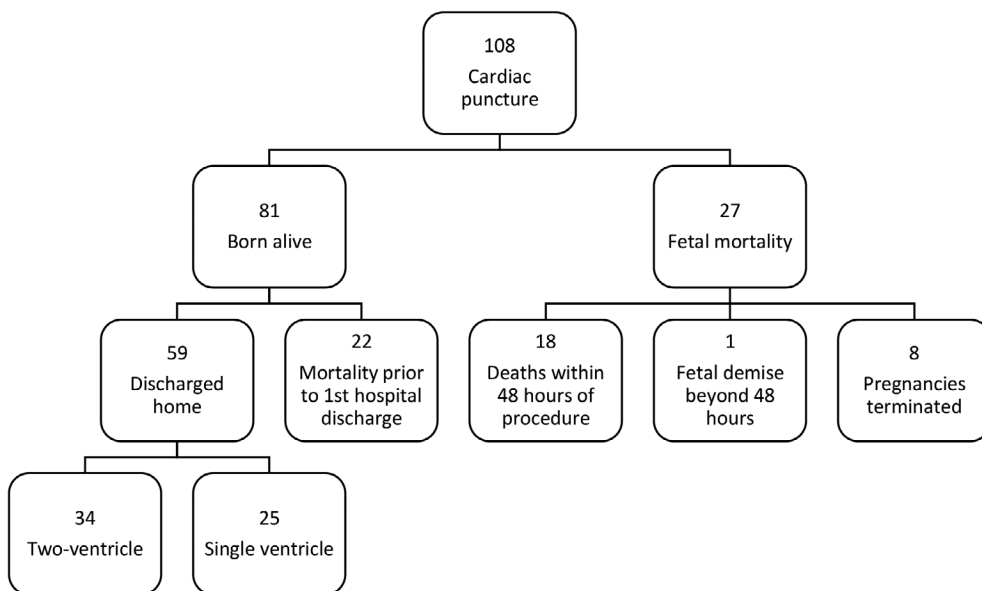 108
Cardiac
puncture
81
Born alive
27
Fetal mortality
59
Discharged
home
22
Mortality prior
to 1st hospital
discharge
18
Deaths within
48 hours of
procedure
1
Fetal demise
beyond 48
hours
8
Pregnancies
terminated
34
Two-ventricle
25
Single ventricle